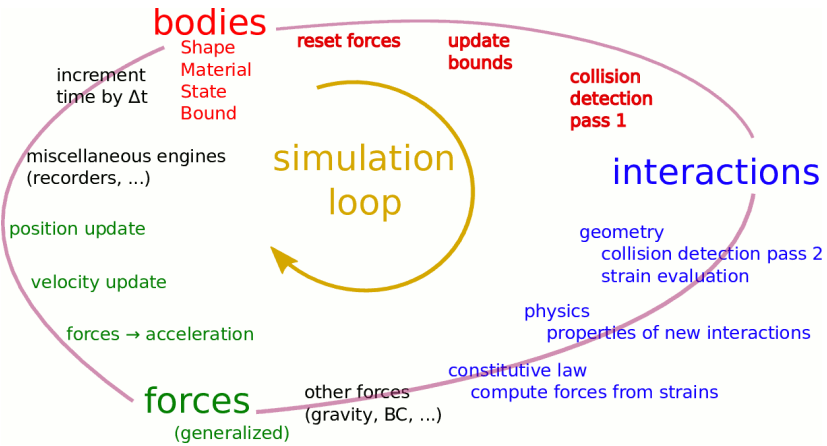 bodies
Shape
Material
State
Bound
reset forces
update
bounds
collision
detection
pass 1
increment
time by Δt
miscellaneous engines
(recorders, ...)
simulation
loop
interactions
position update
velocity update
forces → acceleration
geometry
collision detection pass 2
strain evaluation
physics
properties of new interactions
constitutive law
compute forces from strains
forces
(generalized)
other forces
(gravity, BC, ...)